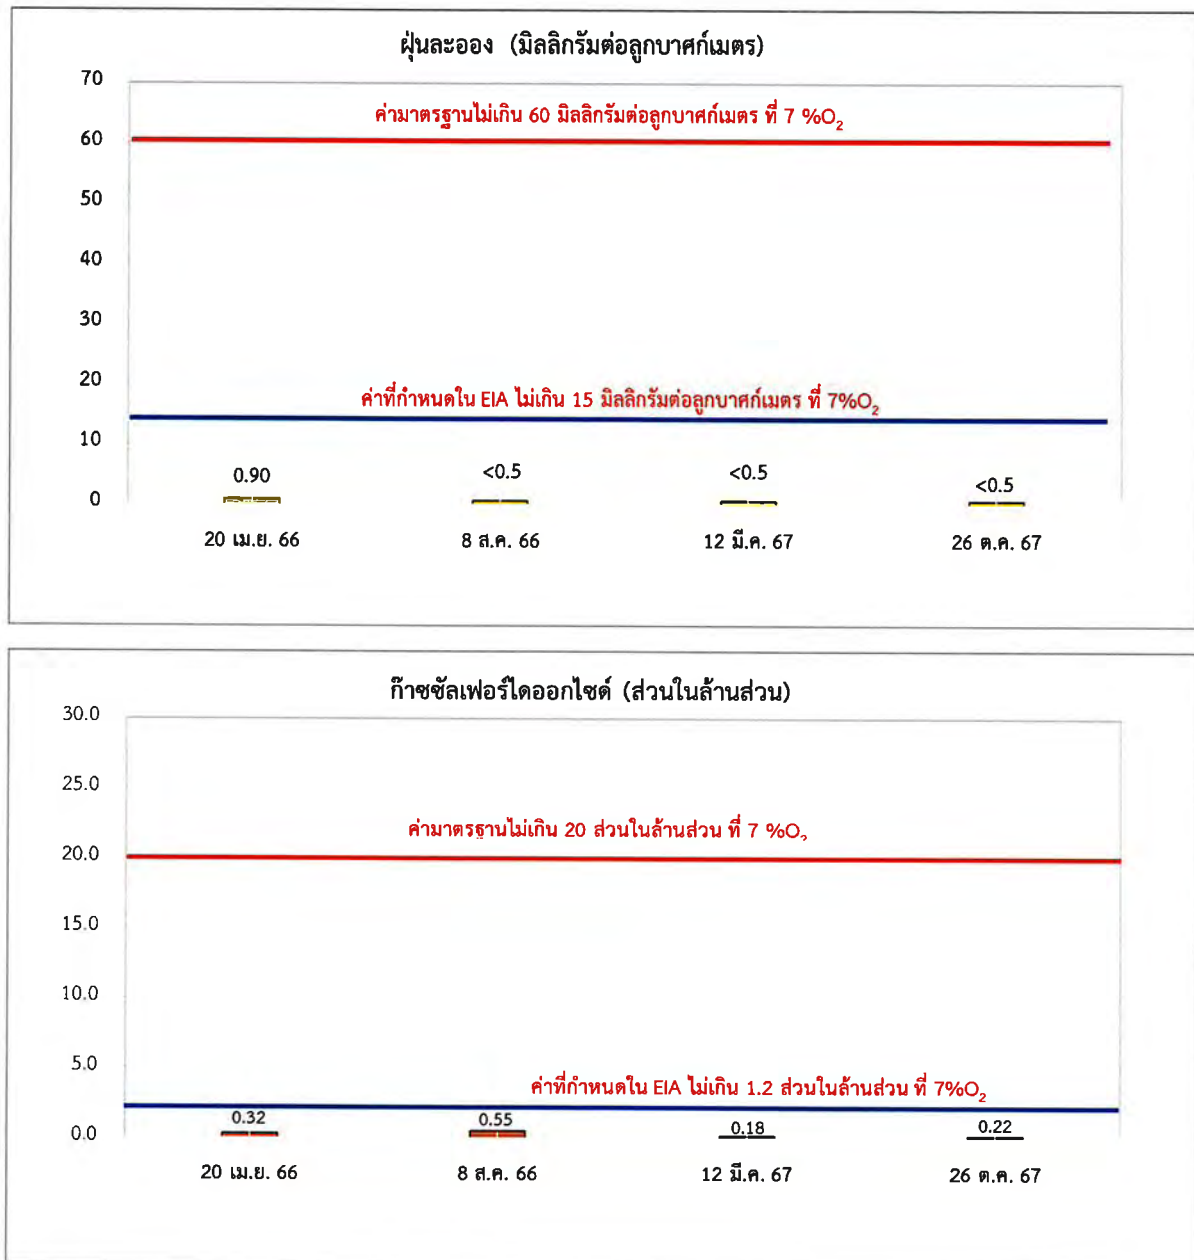 ฝุ่นละออง (มิลลิกรัมต่อลูกบาศก์เมตร)
70
ค่ามาตรฐานไม่เกิน 60 มิลลิกรัมต่อลูกบาศก์เมตร ที่ 7 %O₂
60
50
40
30
20
ค่าที่กำหนดใน EIA ไม่เกิน 15 มิลลิกรัมต่อลูกบาศก์เมตร ที่ 7%O₂
10
0.90 <0.5 <0.5 <0.5
0
20 เม.ย. 66 8 ส.ค. 66 12 มี.ค. 67 26 ต.ค. 67
ก๊าซซัลเฟอร์ไดออกไซด์ (ส่วนในล้านส่วน)
30.0
25.0
ค่ามาตรฐานไม่เกิน 20 ส่วนในล้านส่วน ที่ 7 %O₂
20.0
15.0
10.0
5.0
ค่าที่กำหนดใน EIA ไม่เกิน 1.2 ส่วนในล้านส่วน ที่ 7%O₂
0.32 0.55 0.18 0.22
0.0
20 เม.ย. 66 8 ส.ค. 66 12 มี.ค. 67 26 ต.ค. 67